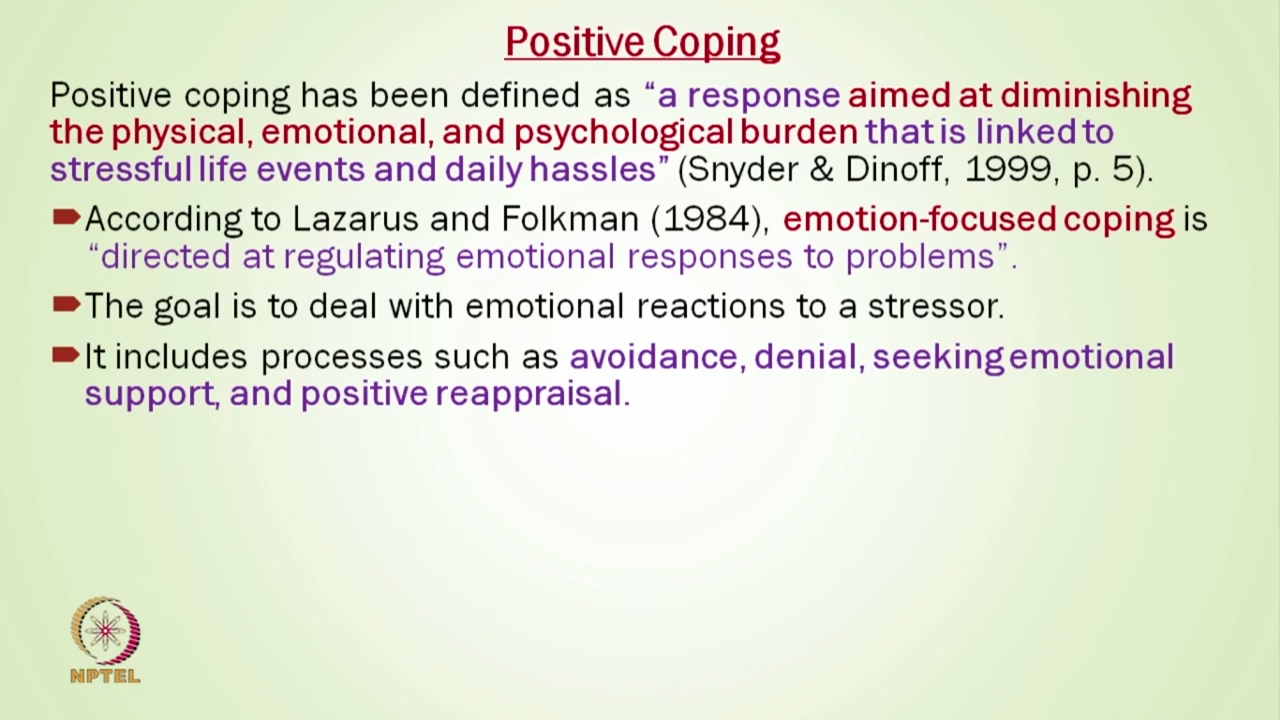 Positive Coping
Positive coping has been defined as “a response aimed at diminishing
the physical, emotional, and psychological burden that is linked to
stressful life events and daily hassles” (Snyder & Dinoff, 1999, p. 5).
According to Lazarus and Folkman (1984), emotion-focused coping is
“directed at regulating emotional responses to problems”.
The goal is to deal with emotional reactions to a stressor.
It includes processes such as avoidance, denial, seeking emotional
support, and positive reappraisal.
NPTEL